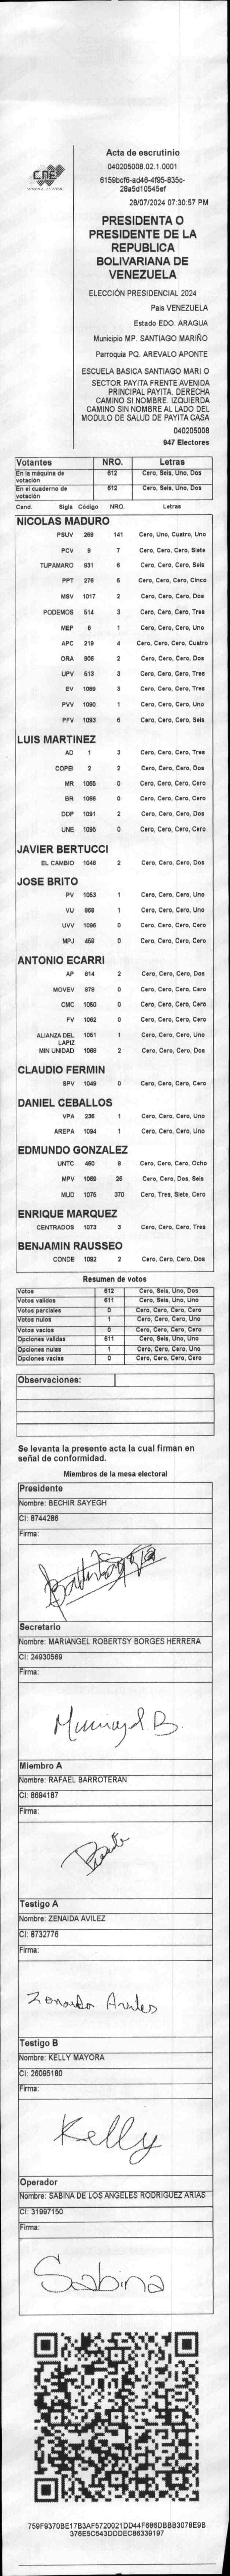 CNE
Acta de escrutinio
040205008.02.1.0001
6159bcf6-ad46-4f95-835c-
28a5d10545ef
28/07/2024 07:30:57 PM
PRESIDENTA O
PRESIDENTE DE LA
REPUBLICA
BOLIVARIANA DE
VENEZUELA
ELECCIÓN PRESIDENCIAL 2024
Pais VENEZUELA
Estado EDO. ARAGUA
Municipio MP. SANTIAGO MARIÑO
Parroquia PQ. AREVALO APONTE
ESCUELA BASICA SANTIAGO MARI O
SECTOR PAYITA FRENTE AVENIDA
PRINCIPAL PAYITA. DERECHA
CAMINO SI NOMBRE. IZQUIERDA
CAMINO SIN NOMBRE AL LADO DEL
MODULO DE SALUD DE PAYITA CASA
040205008
947 Electores
Votantes NRO. Letras
En la máquina de votación 612 Cero, Seis, Uno, Dos
En el cuaderno de votación 612 Cero, Seis, Uno, Dos
Cand. Sigla Código NRO. Letras
NICOLAS MADURO
PSUV 269 141 Cero, Uno, Cuatro, Uno
PCV 9 7 Cero, Cero, Cero, Siete
TUPAMARO 931 6 Cero, Cero, Cero, Seis
PPT 276 5 Cero, Cero, Cero, Cinco
MSV 1017 2 Cero, Cero, Cero, Dos
PODEMOS 514 3 Cero, Cero, Cero, Tres
MEP 6 1 Cero, Cero, Cero, Uno
APC 219 4 Cero, Cero, Cero, Cuatro
ORA 906 2 Cero, Cero, Cero, Dos
UPV 513 3 Cero, Cero, Cero, Tres
EV 1089 3 Cero, Cero, Cero, Tres
PVV 1090 1 Cero, Cero, Cero, Uno
PFV 1093 6 Cero, Cero, Cero, Seis
LUIS MARTINEZ
AD 1 3 Cero, Cero, Cero, Tres
COPEI 2 2 Cero, Cero, Cero, Dos
MR 1065 0 Cero, Cero, Cero, Cero
BR 1066 0 Cero, Cero, Cero, Cero
DDP 1091 2 Cero, Cero, Cero, Dos
UNE 1095 0 Cero, Cero, Cero, Cero
JAVIER BERTUCCI
EL CAMBIO 1048 2 Cero, Cero, Cero, Dos
JOSE BRITO
PV 1053 1 Cero, Cero, Cero, Uno
VU 868 1 Cero, Cero, Cero, Uno
UVV 1096 0 Cero, Cero, Cero, Cero
MPJ 459 0 Cero, Cero, Cero, Cero
ANTONIO ECARRI
AP 814 2 Cero, Cero, Cero, Dos
MOVEV 878 0 Cero, Cero, Cero, Cero
CMC 1050 0 Cero, Cero, Cero, Cero
FV 1052 0 Cero, Cero, Cero, Cero
ALIANZA DEL LAPIZ 1051 1 Cero, Cero, Cero, Uno
MIN UNIDAD 1088 2 Cero, Cero, Cero, Dos
CLAUDIO FERMIN
SPV 1049 0 Cero, Cero, Cero, Cero
DANIEL CEBALLOS
VPA 236 1 Cero, Cero, Cero, Uno
AREPA 1094 1 Cero, Cero, Cero, Uno
EDMUNDO GONZALEZ
UNTC 460 8 Cero, Cero, Cero, Ocho
MPV 1069 26 Cero, Cero, Dos, Seis
MUD 1075 370 Cero, Tres, Siete, Cero
ENRIQUE MARQUEZ
CENTRADOS 1073 3 Cero, Cero, Cero, Tres
BENJAMIN RAUSSEO
CONDE 1092 2 Cero, Cero, Cero, Dos
Resumen de votos
Votos 612 Cero, Seis, Uno, Dos
Votos validos 611 Cero, Seis, Uno, Uno
Votos parciales 0 Cero, Cero, Cero, Cero
Votos nulos 1 Cero, Cero, Cero, Uno
Votos vacios 0 Cero, Cero, Cero, Cero
Opciones validas 611 Cero, Seis, Uno, Uno
Opciones nulas 1 Cero, Cero, Cero, Uno
Opciones vacias 0 Cero, Cero, Cero, Cero
Observaciones:
Se levanta la presente acta la cual firman en
señal de conformidad.
Miembros de la mesa electoral
Presidente
Nombre: BECHIR SAYEGH
CI: 8744286
Firma:
Secretario
Nombre: MARIANGEL ROBERTSY BORGES HERRERA
CI: 24930569
Firma:
Miembro A
Nombre: RAFAEL BARROTERAN
CI: 8694187
Firma:
Testigo A
Nombre: ZENAIDA AVILEZ
CI: 8732776
Firma:
Testigo B
Nombre: KELLY MAYORA
CI: 26095180
Firma:
Kelly
Operador
Nombre: SABINA DE LOS ANGELES RODRIGUEZ ARIAS
CI: 31997150
Firma:
Sabina
759F9370BE17B3AF5720021DD44F686DBBB3078E9B
376E5C543DDDEC86339197